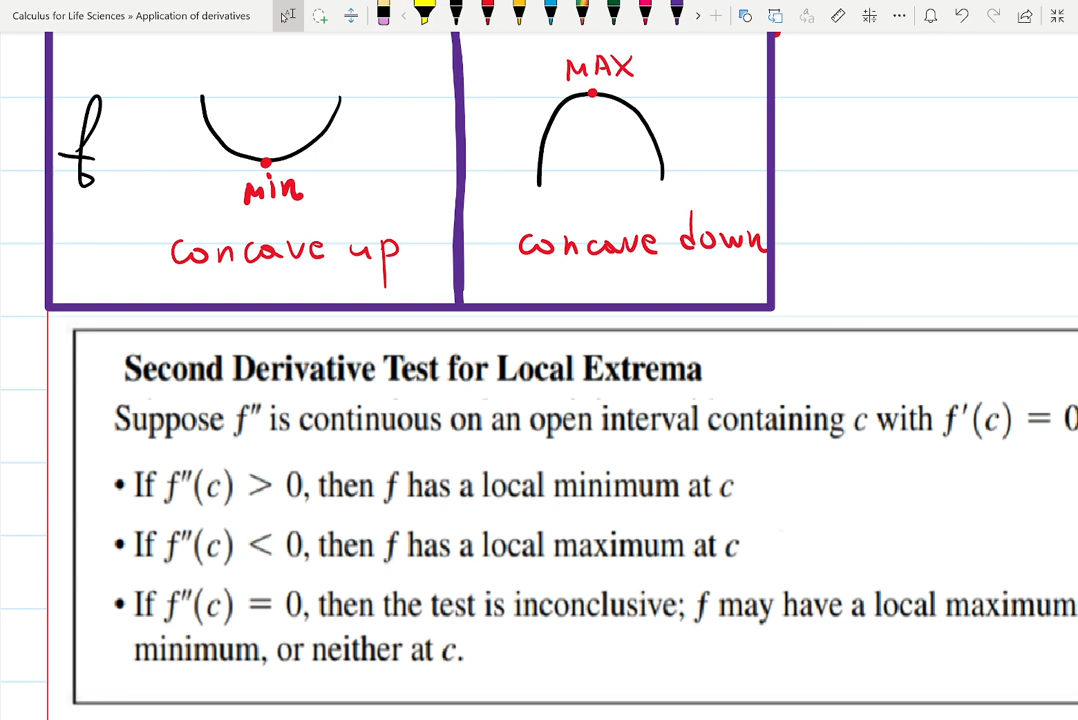 Calculus for Life Sciences » Application of derivatives
MAX
f
Min
concave up
concave down
Second Derivative Test for Local Extrema
Suppose f″ is continuous on an open interval containing c with f′(c) = 0
• If f″(c) > 0, then f has a local minimum at c
• If f″(c) < 0, then f has a local maximum at c
• If f″(c) = 0, then the test is inconclusive; f may have a local maximum
minimum, or neither at c.